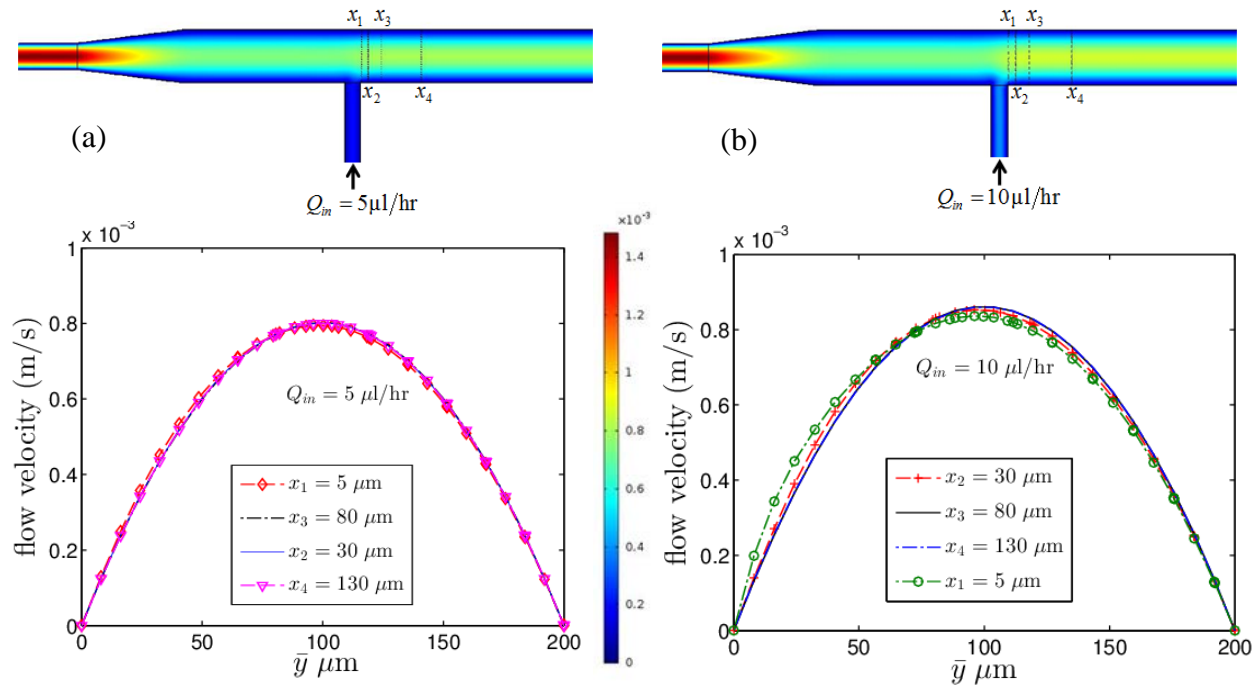 x₁ x₃
x₂ x₄
(a)
Q_in = 5µl/hr
x₁ x₃
x₂ x₄
(b)
Q_in = 10µl/hr
x 10⁻³
1
0.8
0.6
0.4
0.2
0
0 50 100 150 200
flow velocity (m/s)
ȳ µm
Q_in = 5 µl/hr
x₁ = 5 µm
x₃ = 80 µm
x₂ = 30 µm
x₄ = 130 µm
×10⁻³
1.4
1.2
1
0.8
0.6
0.4
0.2
0
x 10⁻³
1
0.8
0.6
0.4
0.2
0
0 50 100 150 200
flow velocity (m/s)
ȳ µm
Q_in = 10 µl/hr
x₂ = 30 µm
x₃ = 80 µm
x₄ = 130 µm
x₁ = 5 µm